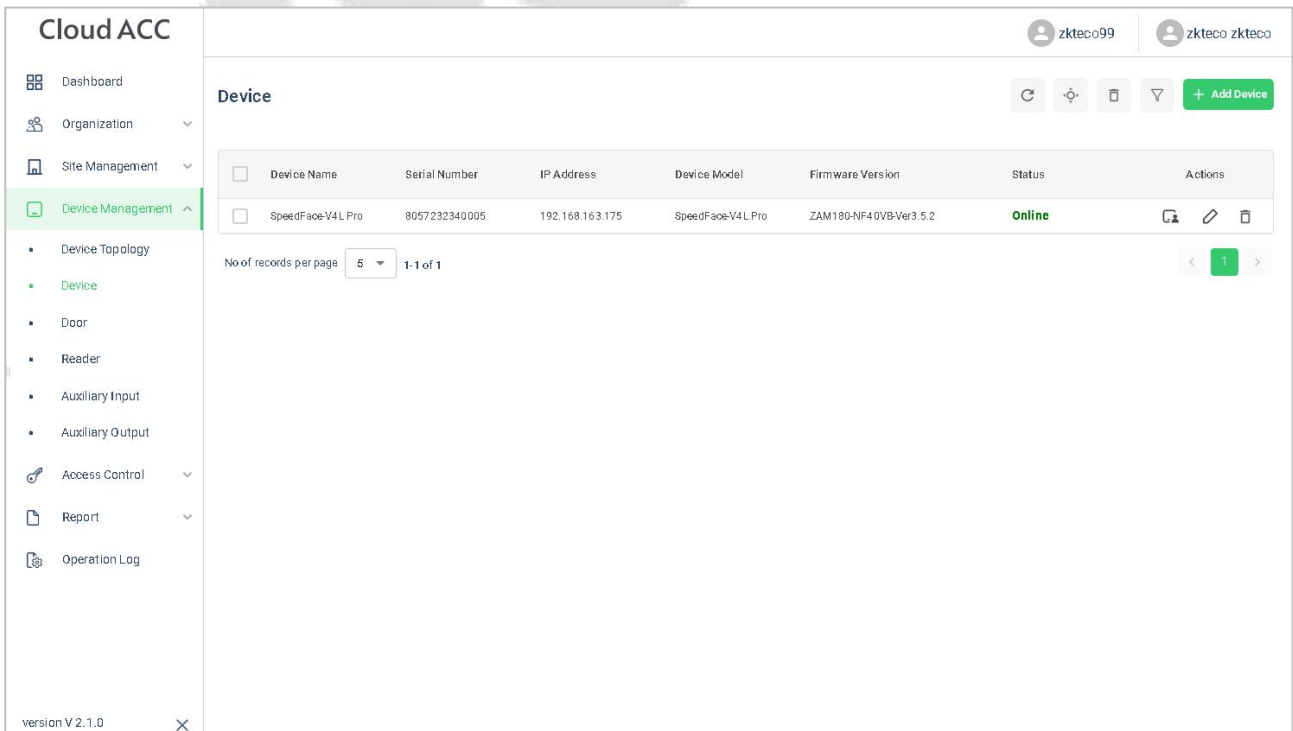 Cloud ACC
zkteco99
zkteco zkteco
Dashboard
Organization
Site Management
Device Management
Device Topology
Device
Door
Reader
Auxiliary Input
Auxiliary Output
Access Control
Report
Operation Log
version V 2.1.0
Device
+ Add Device
Device Name Serial Number IP Address Device Model Firmware Version Status Actions
SpeedFace-V4L Pro 8057232340005 192.168.163.175 SpeedFace-V4L Pro ZAM180-NF40VB-Ver3.5.2 Online
No of records per page 5 1-1 of 1 < 1 >